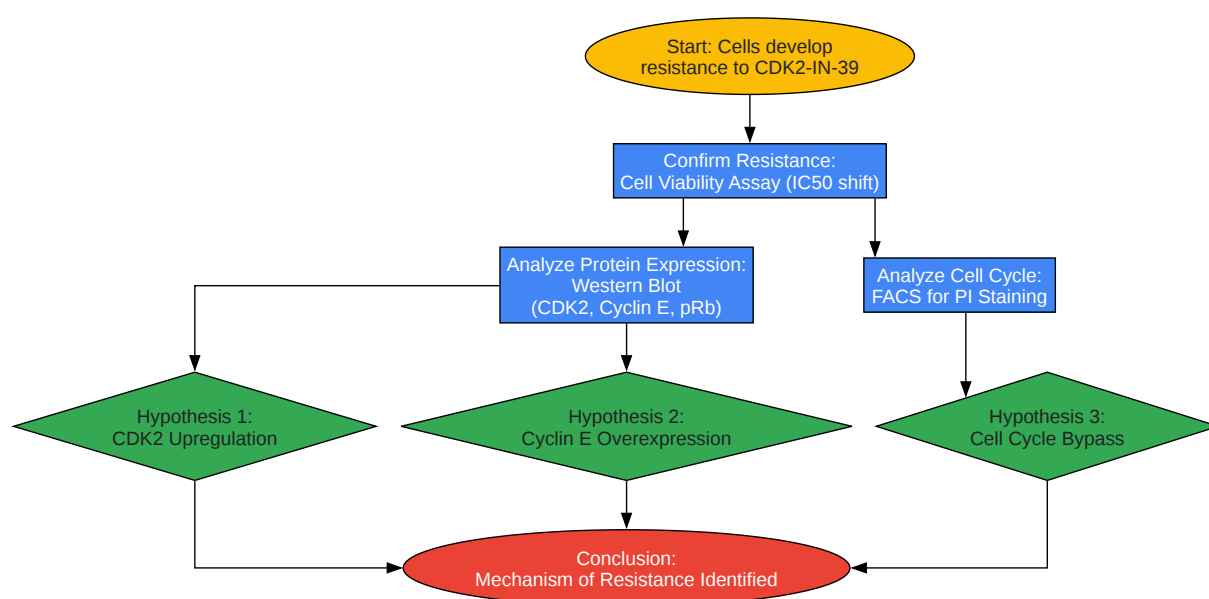 Start: Cells develop
resistance to CDK2-IN-39
Confirm Resistance:
Cell Viability Assay (IC50 shift)
Analyze Protein Expression:
Western Blot
(CDK2, Cyclin E, pRb)
Analyze Cell Cycle:
FACS for PI Staining
Hypothesis 1:
CDK2 Upregulation
Hypothesis 2:
Cyclin E Overexpression
Hypothesis 3:
Cell Cycle Bypass
Conclusion:
Mechanism of Resistance Identified